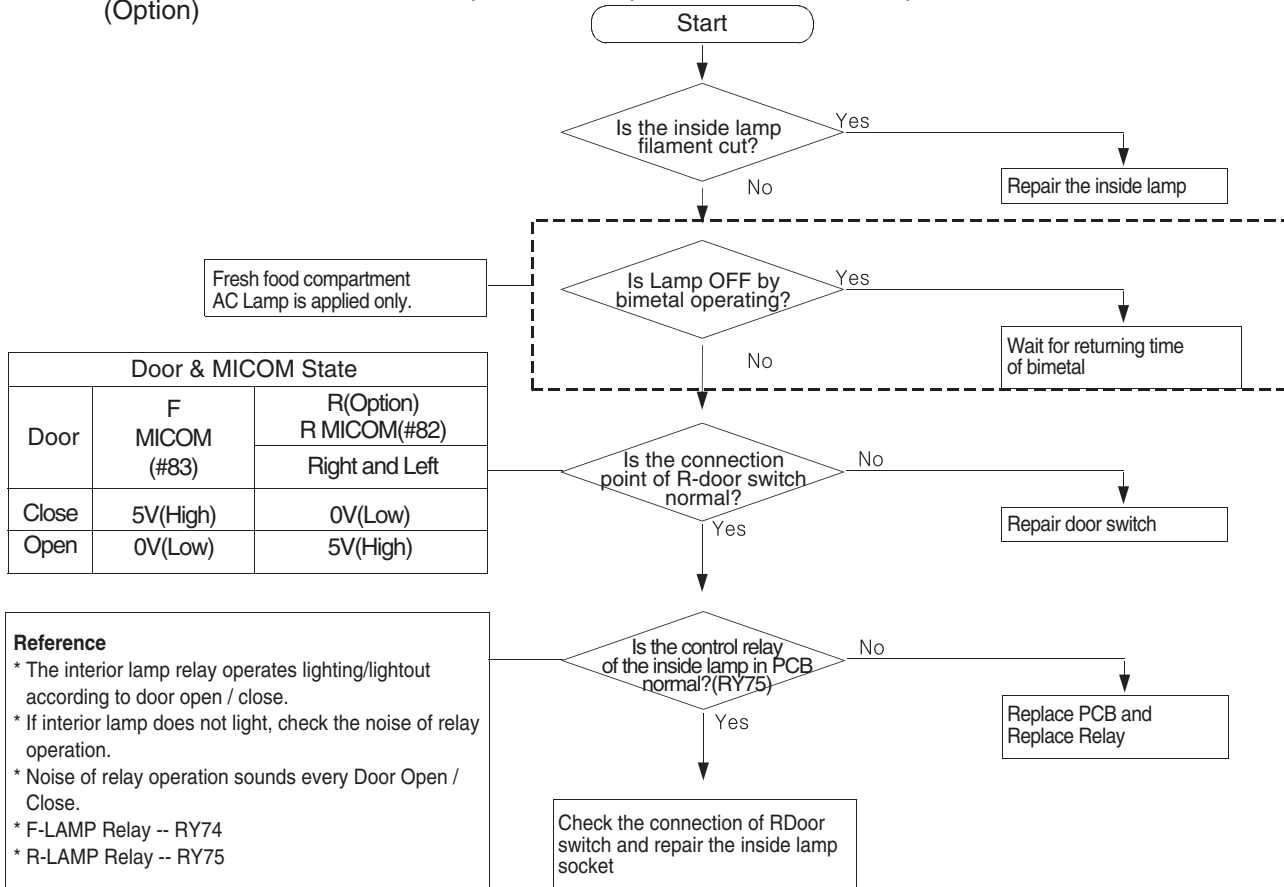 (Option)
Start
Is the inside lamp
filament cut?
Yes
No
Repair the inside lamp
Fresh food compartment
AC Lamp is applied only.
Is Lamp OFF by
bimetal operating?
Yes
No
Wait for returning time
of bimetal
Door & MICOM State
Door
F
MICOM
(#83)
R(Option)
R MICOM(#82)
Right and Left
Close 5V(High) 0V(Low)
Open 0V(Low) 5V(High)
Is the connection
point of R-door switch
normal?
No
Yes
Repair door switch
Reference
* The interior lamp relay operates lighting/lightout
according to door open / close.
* If interior lamp does not light, check the noise of relay
operation.
* Noise of relay operation sounds every Door Open /
Close.
* F-LAMP Relay -- RY74
* R-LAMP Relay -- RY75
Is the control relay
of the inside lamp in PCB
normal?(RY75)
No
Yes
Replace PCB and
Replace Relay
Check the connection of RDoor
switch and repair the inside lamp
socket